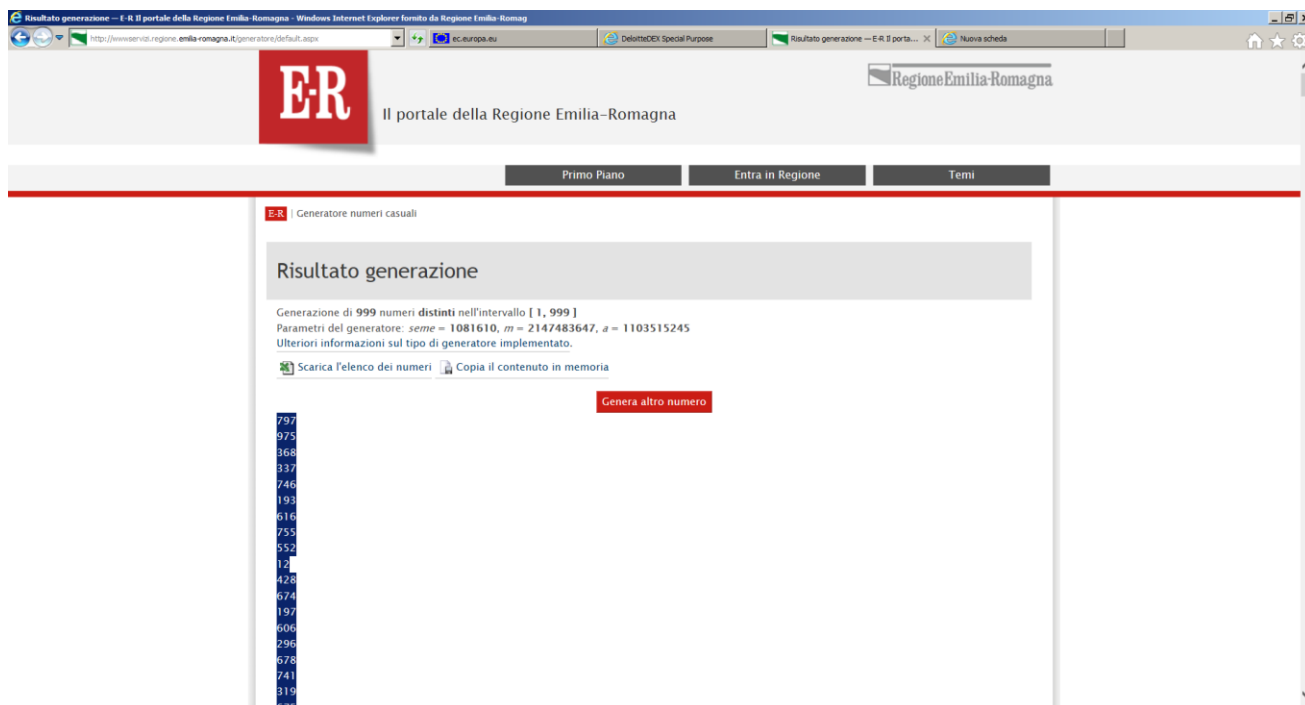 Risultato generazione — E-R Il portale della Regione Emilia-Romagna - Windows Internet Explorer fornito da Regione Emilia-Romag
http://wwwservizi.regione.emilia-romagna.it/generatore/default.aspx
ec.europa.eu
DeloitteDEX Special Purpose
Risultato generazione — E-R Il porta...
Nuova scheda
E-R
Il portale della Regione Emilia-Romagna
RegioneEmilia-Romagna
Primo Piano
Entra in Regione
Temi
E-R | Generatore numeri casuali
Risultato generazione
Generazione di 999 numeri distinti nell'intervallo [ 1, 999 ]
Parametri del generatore: seme = 1081610, m = 2147483647, a = 1103515245
Ulteriori informazioni sul tipo di generatore implementato.
Scarica l'elenco dei numeri Copia il contenuto in memoria
Genera altro numero
797
975
368
337
746
193
616
755
552
12
428
674
197
606
296
678
741
319